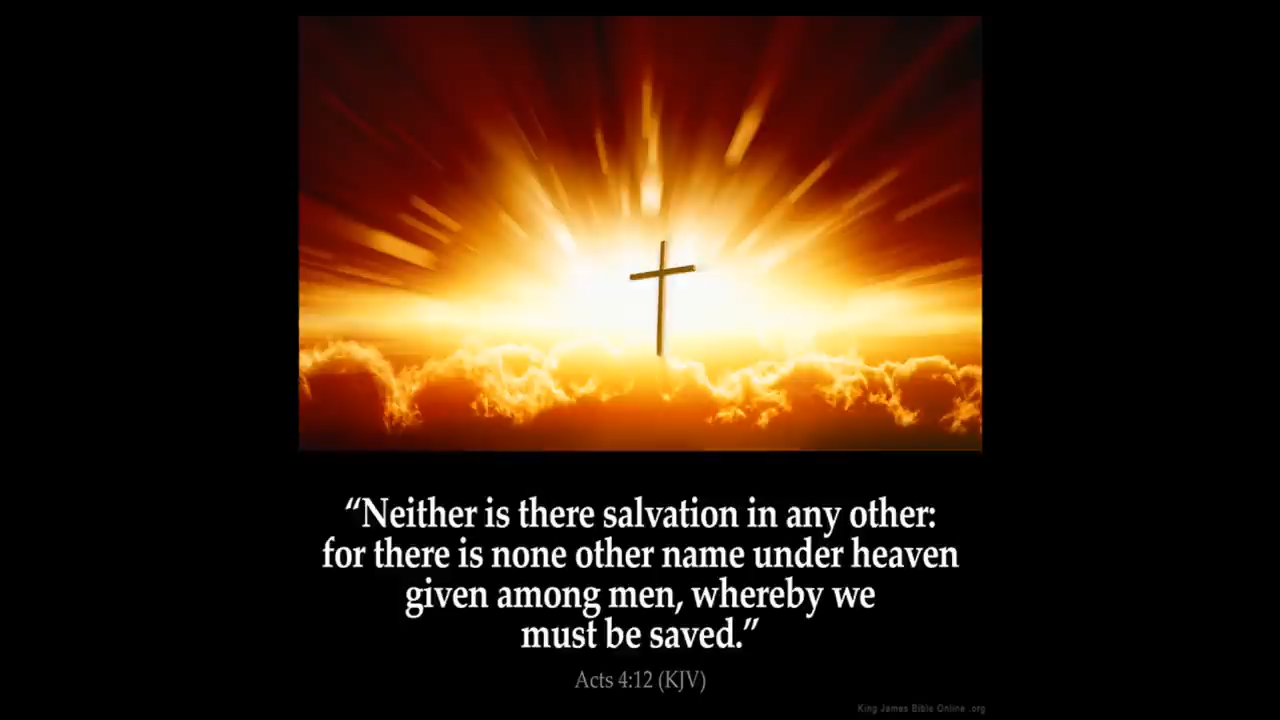 “Neither is there salvation in any other:
for there is none other name under heaven
given among men, whereby we
must be saved.”
Acts 4:12 (KJV)
King James Bible Online .org